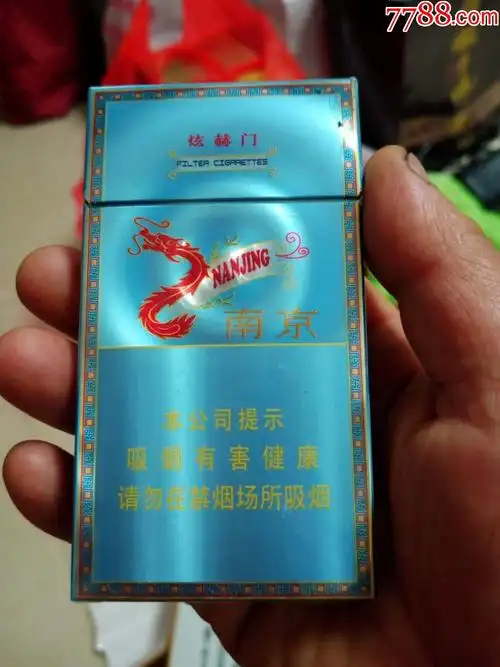 7788.com
炫赫门
FILTER CIGARETTES
NANJING
南京
本公司提示
吸烟有害健康
请勿在禁烟场所吸烟